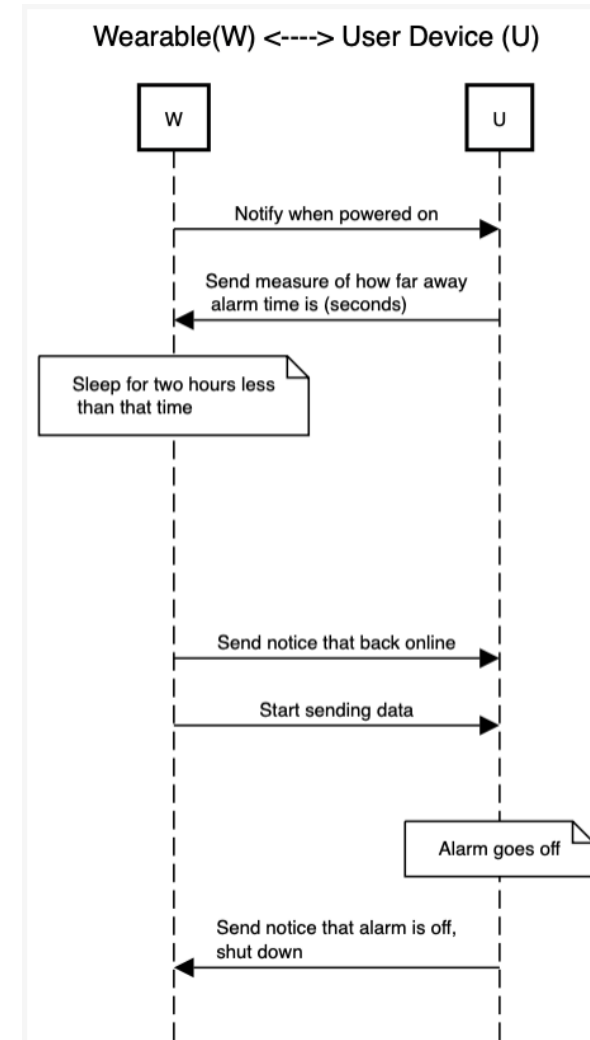 Wearable(W) <----> User Device (U)
W
U
Notify when powered on
Send measure of how far away
alarm time is (seconds)
Sleep for two hours less
than that time
Send notice that back online
Start sending data
Alarm goes off
Send notice that alarm is off,
shut down